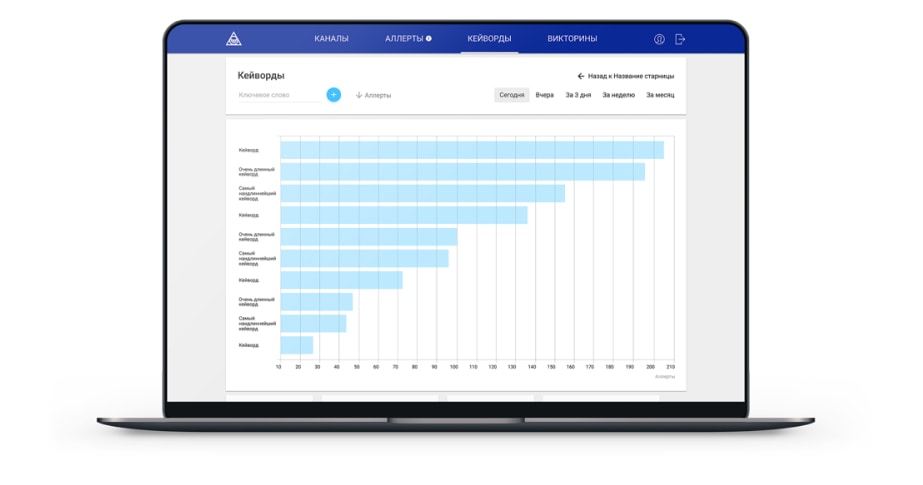 КАНАЛЫ АЛЛЕРТЫ КЕЙВОРДЫ ВИКТОРИНЫ
Кейворды
Назад к Название старницы
Ключевое слово
Аллерты
Сегодня Вчера За 3 дня За неделю За месяц
Кейворд
Очень длинный
кейворд
Самый
наидлиннейший
кейворд
Кейворд
Очень длинный
кейворд
Самый
наидлиннейший
кейворд
Кейворд
Очень длинный
кейворд
Самый
наидлиннейший
кейворд
Кейворд
10 20 30 40 50 60 70 80 90 100 110 120 130 140 150 160 170 180 190 200 210
Аллерты